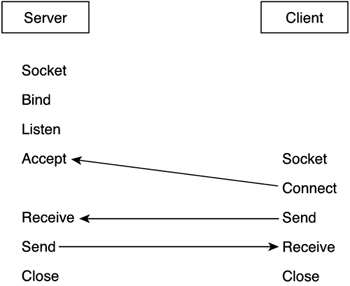 Server Client
Socket
Bind
Listen
Accept Socket
Connect
Receive Send
Send Receive
Close Close